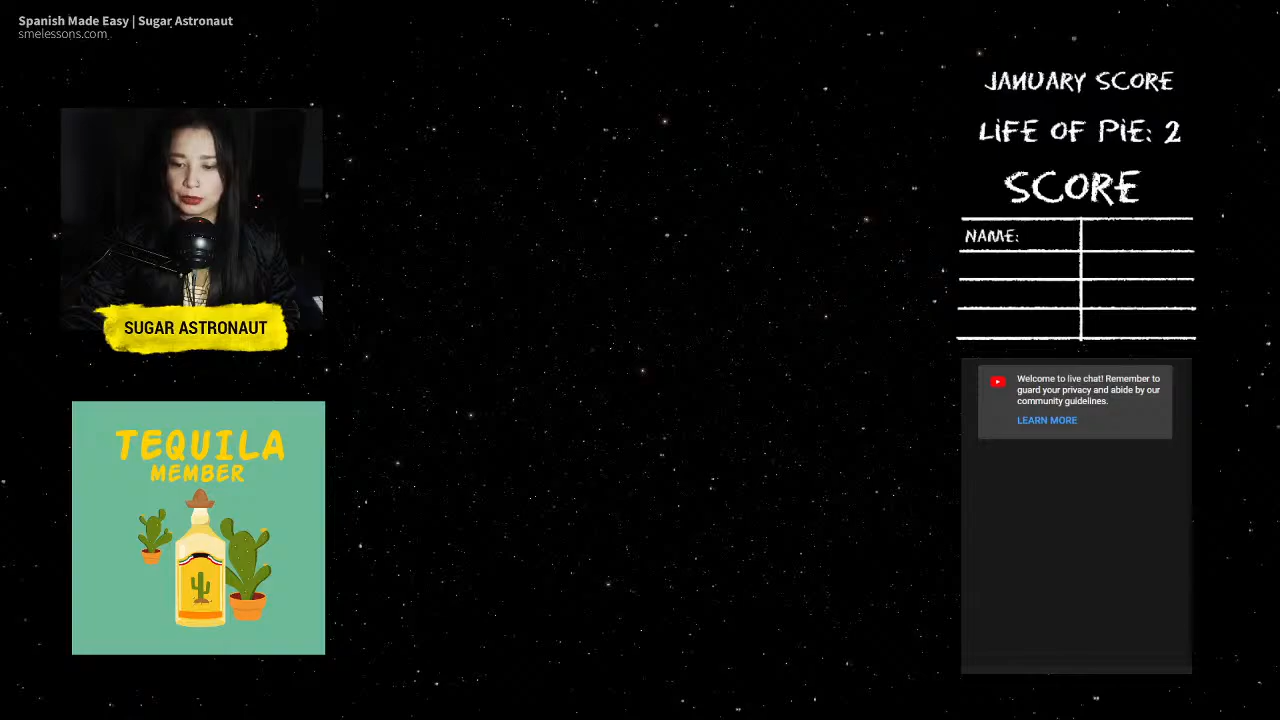 Spanish Made Easy | Sugar Astronaut
smelessons.com
SUGAR ASTRONAUT
TEQUILA
MEMBER
JANUARY SCORE
LIFE OF PIE: 2
SCORE
NAME:
Welcome to live chat! Remember to
guard your privacy and abide by our
community guidelines.
LEARN MORE